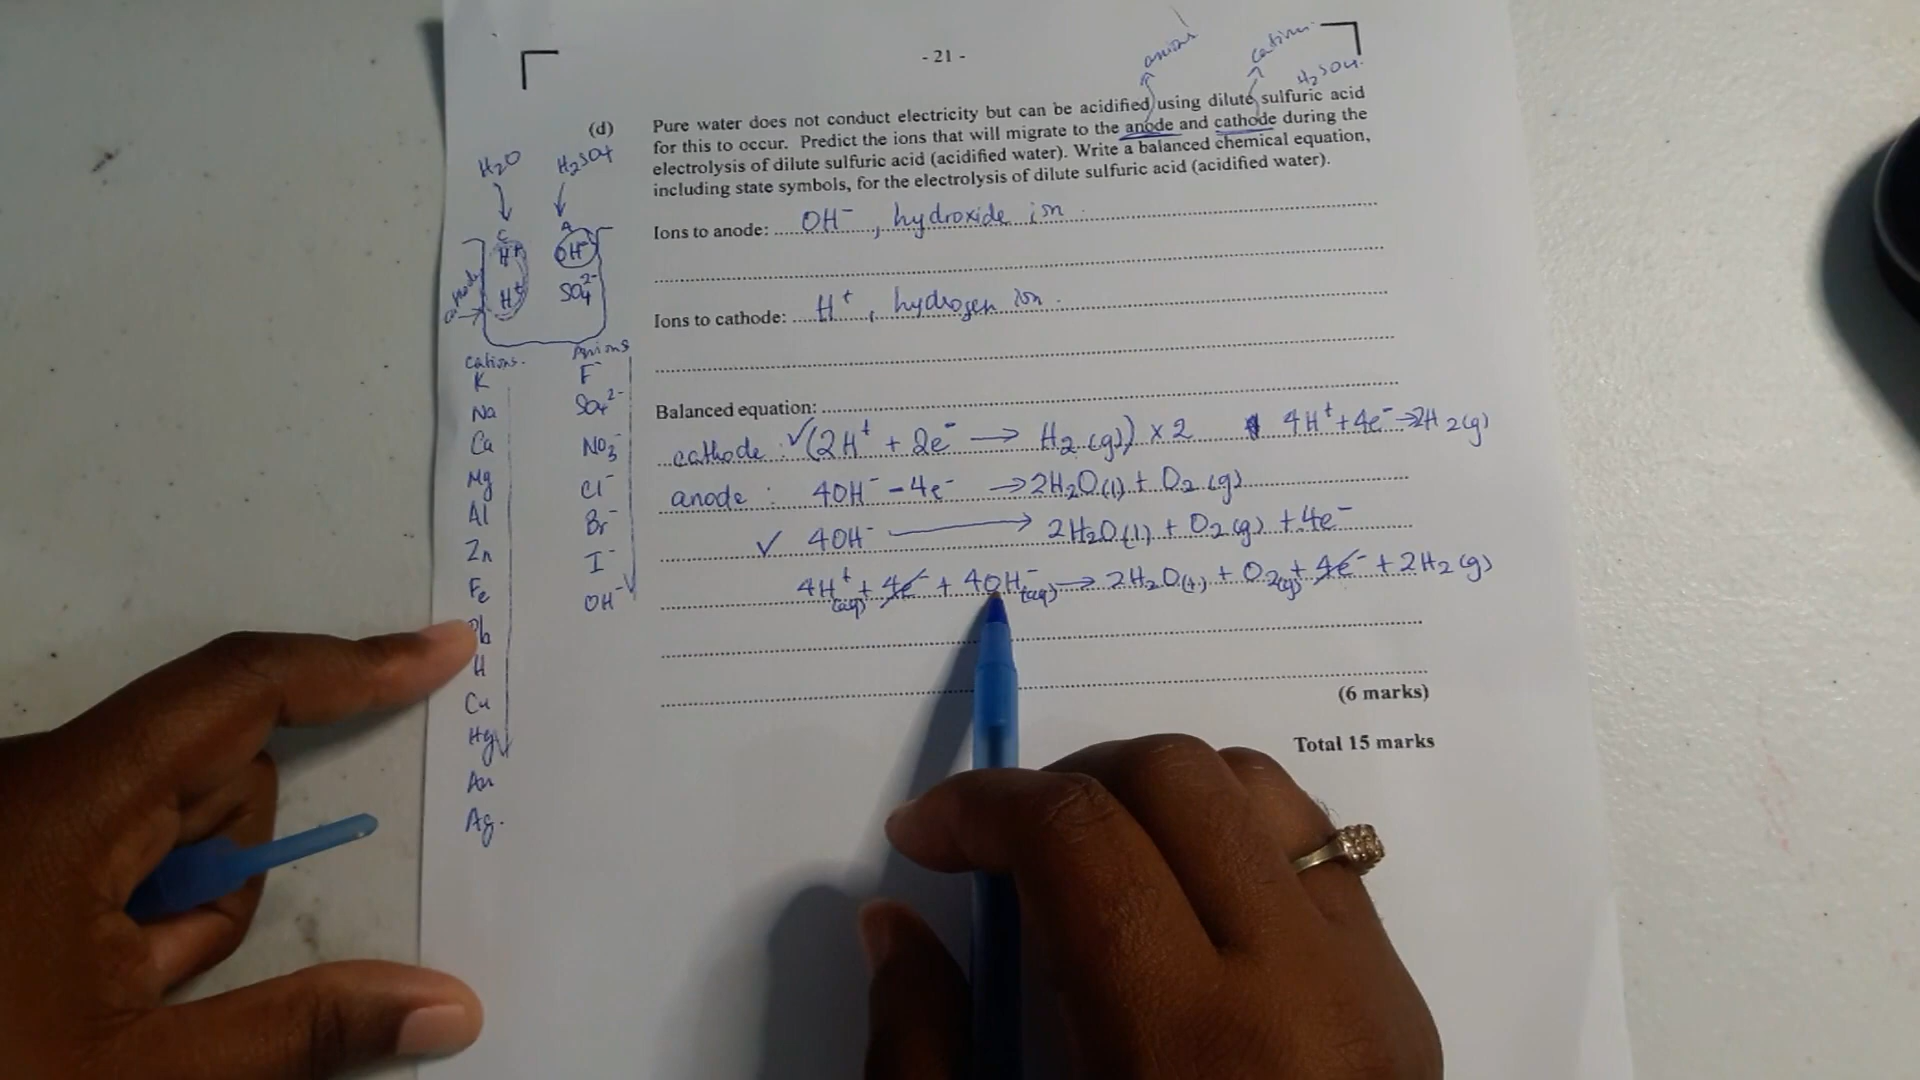 - 21 -
anions
cations
H₂SO₄
(d) Pure water does not conduct electricity but can be acidified using dilute sulfuric acid
for this to occur. Predict the ions that will migrate to the anode and cathode during the
electrolysis of dilute sulfuric acid (acidified water). Write a balanced chemical equation,
including state symbols, for the electrolysis of dilute sulfuric acid (acidified water).
H₂O H₂SO4
C A
H⁺ OH⁻
H⁺ SO₄²⁻
Ions to anode: OH⁻, hydroxide ion
Ions to cathode: H⁺, hydrogen ion.
Cations. Anions
K F⁻
Na SO₄²⁻
Ca NO₃⁻
Mg Cl⁻
Al Br⁻
Zn I⁻
Fe OH⁻
Pb
H
Cu
Hg
Au
Ag.
Balanced equation:
cathode : ✓(2H⁺ + 2e⁻ → H₂(g)) × 2 4H⁺ + 4e⁻ → 2H₂(g)
anode : 4OH⁻ - 4e⁻ → 2H₂O(l) + O₂(g)
✓ 4OH⁻ → 2H₂O(l) + O₂(g) + 4e⁻
4H⁺(aq) + 4e⁻ + 4OH⁻(aq) → 2H₂O(l) + O₂(g) + 4e⁻ + 2H₂(g)
(6 marks)
Total 15 marks